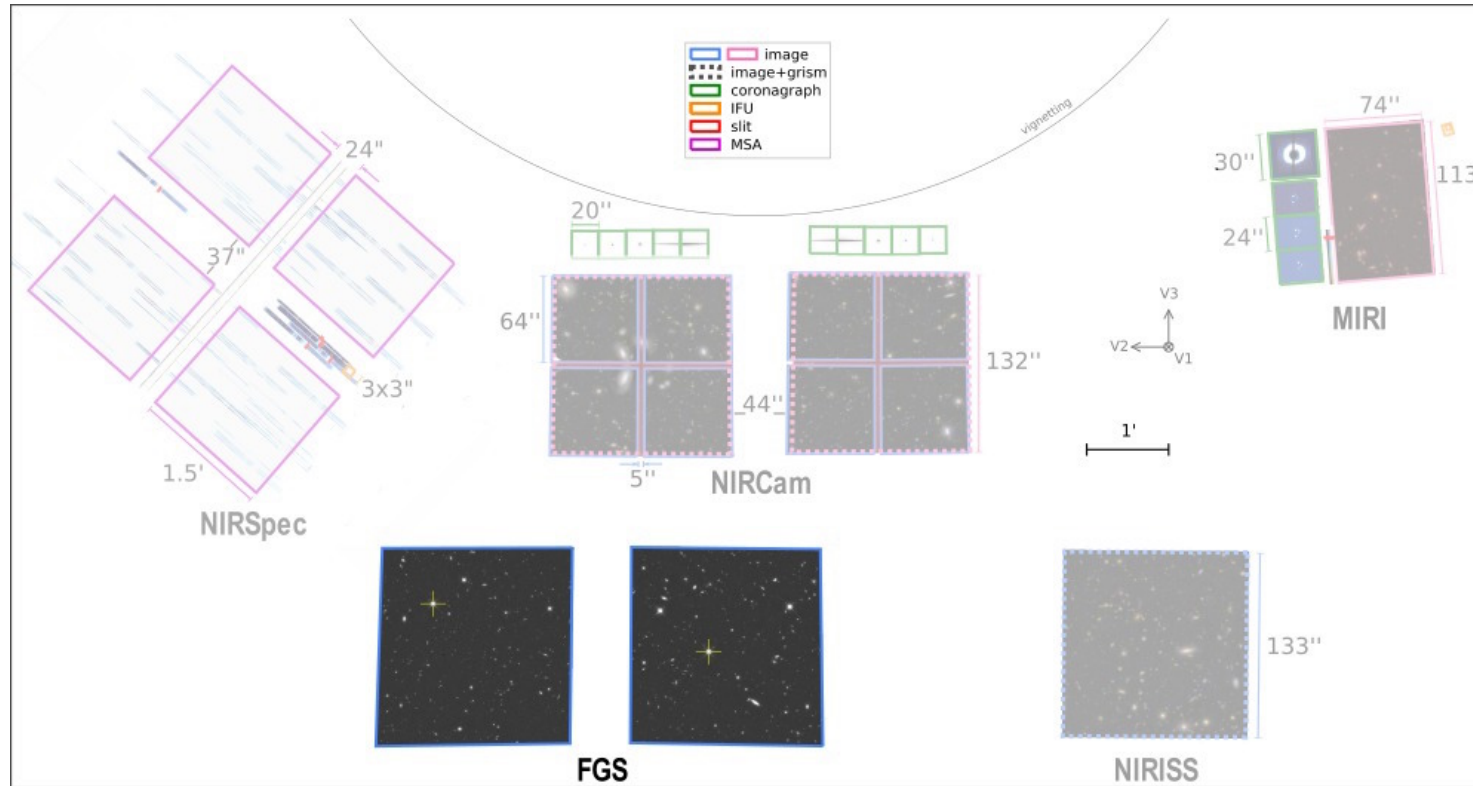 image
image+grism
coronagraph
IFU
slit
MSA
vignetting
24"
37"
3x3"
1.5'
NIRSpec
20''
64''
44''
132''
5''
NIRCam
74''
30''
113
24''
MIRI
V3
V2
V1
1'
FGS
133''
NIRISS